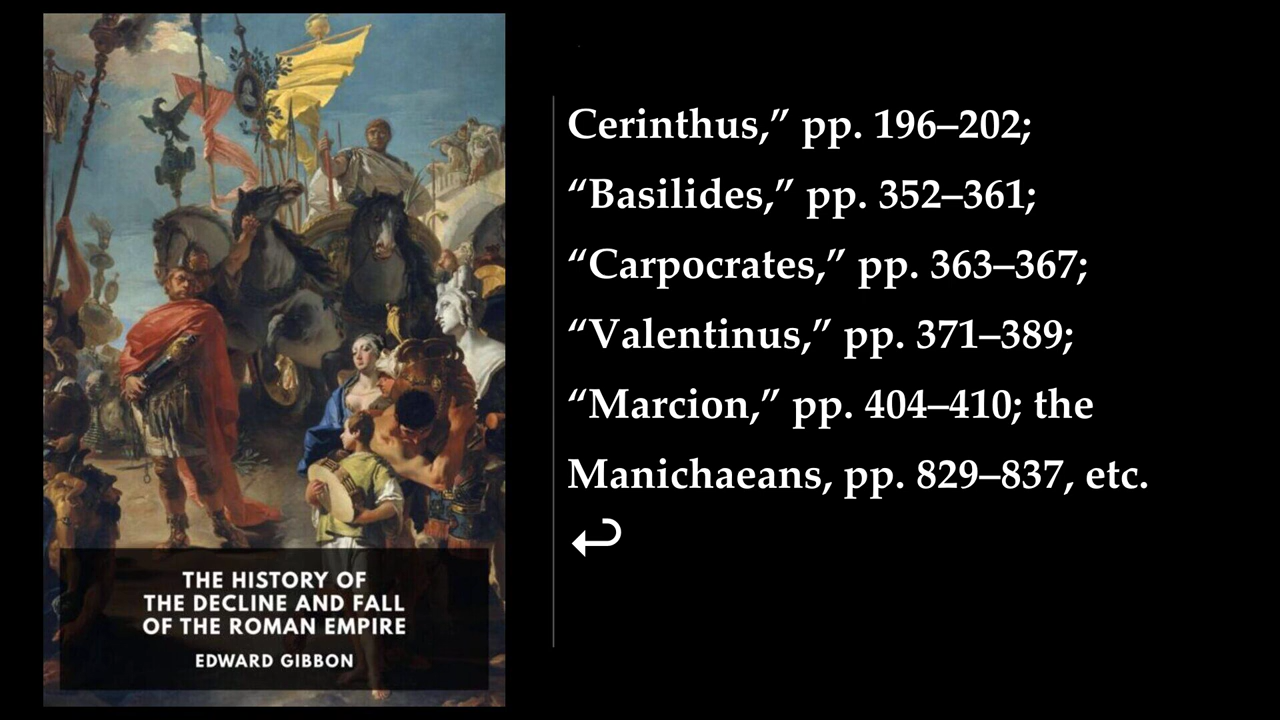 Cerinthus,” pp. 196–202;
“Basilides,” pp. 352–361;
“Carpocrates,” pp. 363–367;
“Valentinus,” pp. 371–389;
“Marcion,” pp. 404–410; the
Manichaeans, pp. 829–837, etc.
↩
THE HISTORY OF
THE DECLINE AND FALL
OF THE ROMAN EMPIRE
EDWARD GIBBON